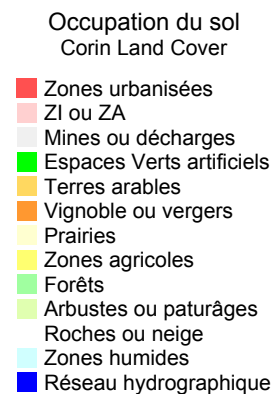 Occupation du sol
Corin Land Cover
Zones urbanisées
ZI ou ZA
Mines ou décharges
Espaces Verts artificiels
Terres arables
Vignoble ou vergers
Prairies
Zones agricoles
Forêts
Arbustes ou paturâges
Roches ou neige
Zones humides
Réseau hydrographique